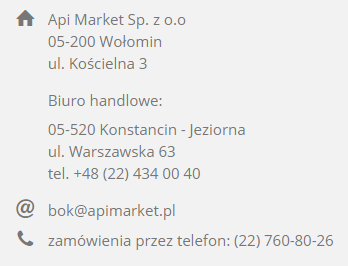 Api Market Sp. z o.o
05-200 Wołomin
ul. Kościelna 3
Biuro handlowe:
05-520 Konstancin - Jeziorna
ul. Warszawska 63
tel. +48 (22) 434 00 40
@ bok@apimarket.pl
zamówienia przez telefon: (22) 760-80-26